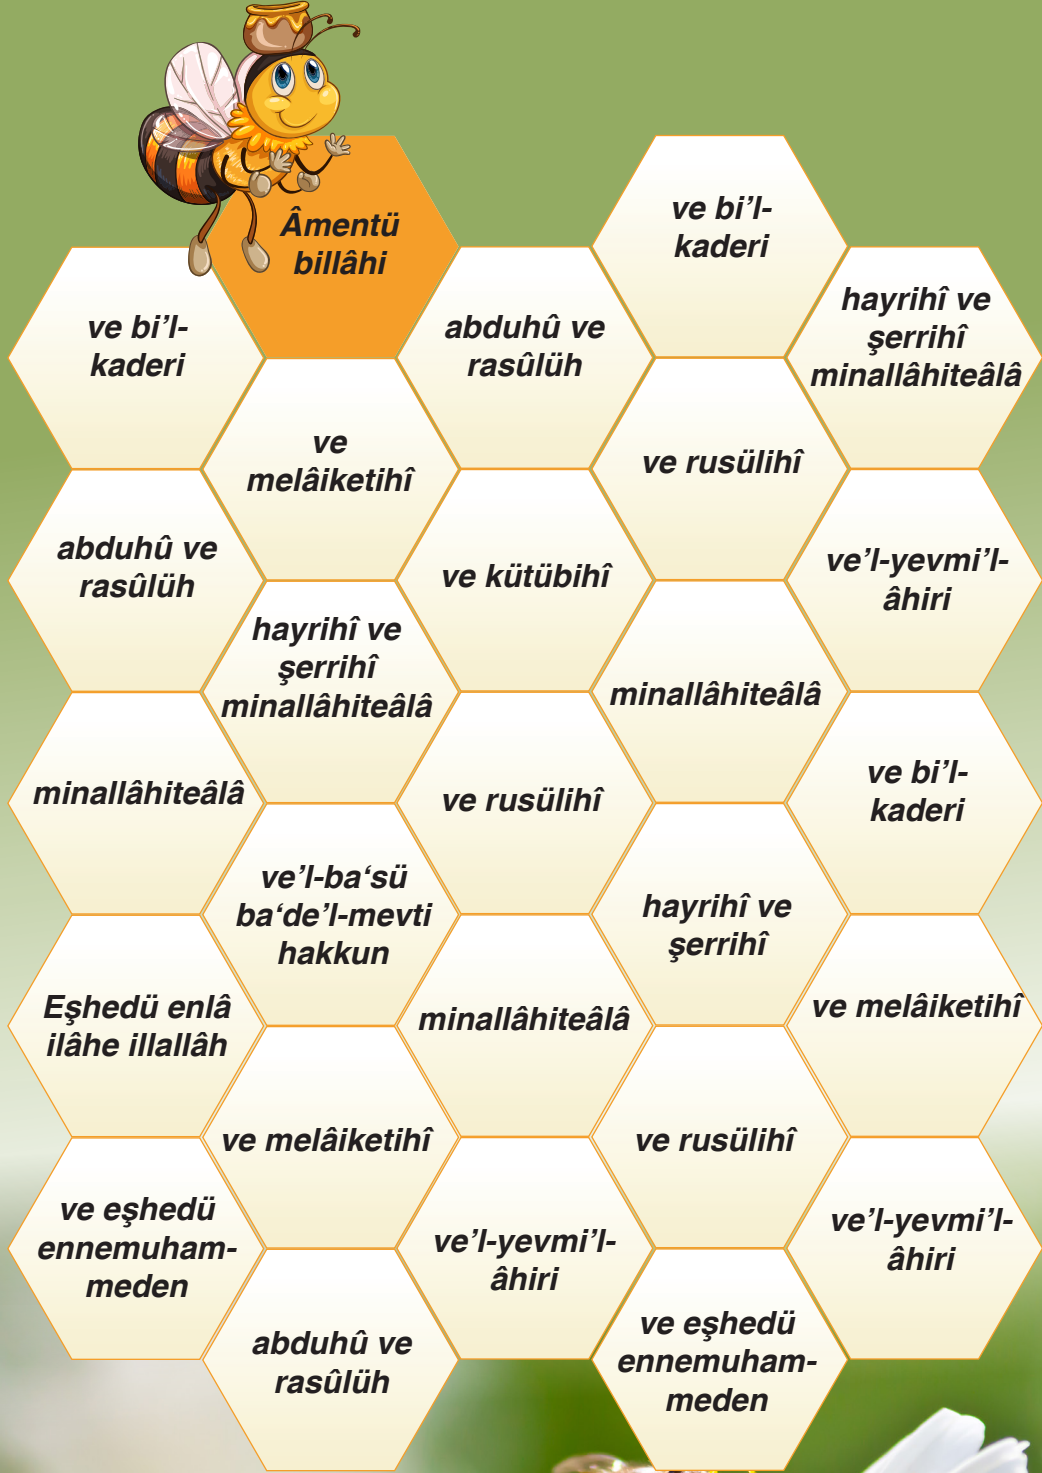 Âmentü
billâhi
ve bi’l-
kaderi
ve bi’l-
kaderi
abduhû ve
rasûlüh
hayrihî ve
şerrihî
minallâhiteâlâ
ve
melâiketihî
ve rusülihî
abduhû ve
rasûlüh
ve kütübihî
ve’l-yevmi’l-
âhiri
hayrihî ve
şerrihî
minallâhiteâlâ
minallâhiteâlâ
minallâhiteâlâ
ve rusülihî
ve bi’l-
kaderi
ve’l-ba‘sü
ba‘de’l-mevti
hakkun
hayrihî ve
şerrihî
Eşhedü enlâ
ilâhe illallâh
minallâhiteâlâ
ve melâiketihî
ve melâiketihî
ve rusülihî
ve eşhedü
ennemuham-
meden
ve’l-yevmi’l-
âhiri
ve’l-yevmi’l-
âhiri
abduhû ve
rasûlüh
ve eşhedü
ennemuham-
meden